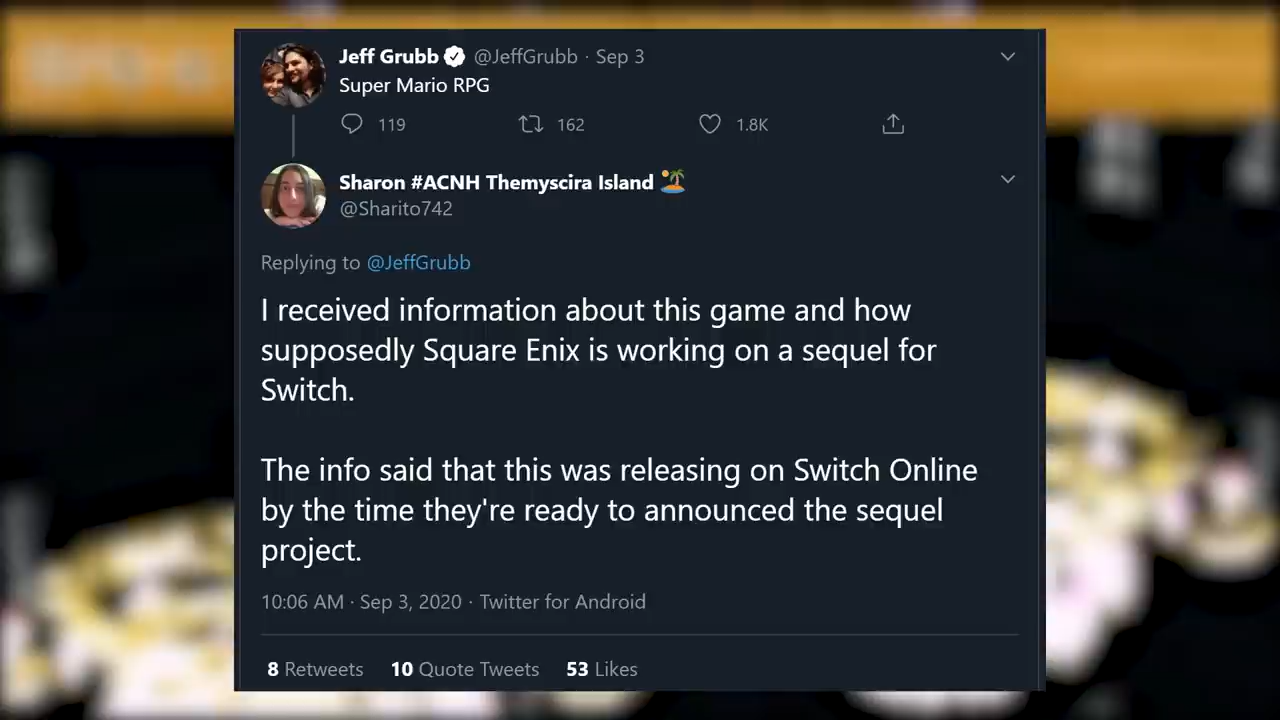 Jeff Grubb @JeffGrubb · Sep 3
Super Mario RPG
119 162 1.8K
Sharon #ACNH Themyscira Island 🏝️
@Sharito742
Replying to @JeffGrubb
I received information about this game and how
supposedly Square Enix is working on a sequel for
Switch.
The info said that this was releasing on Switch Online
by the time they're ready to announced the sequel
project.
10:06 AM · Sep 3, 2020 · Twitter for Android
8 Retweets 10 Quote Tweets 53 Likes